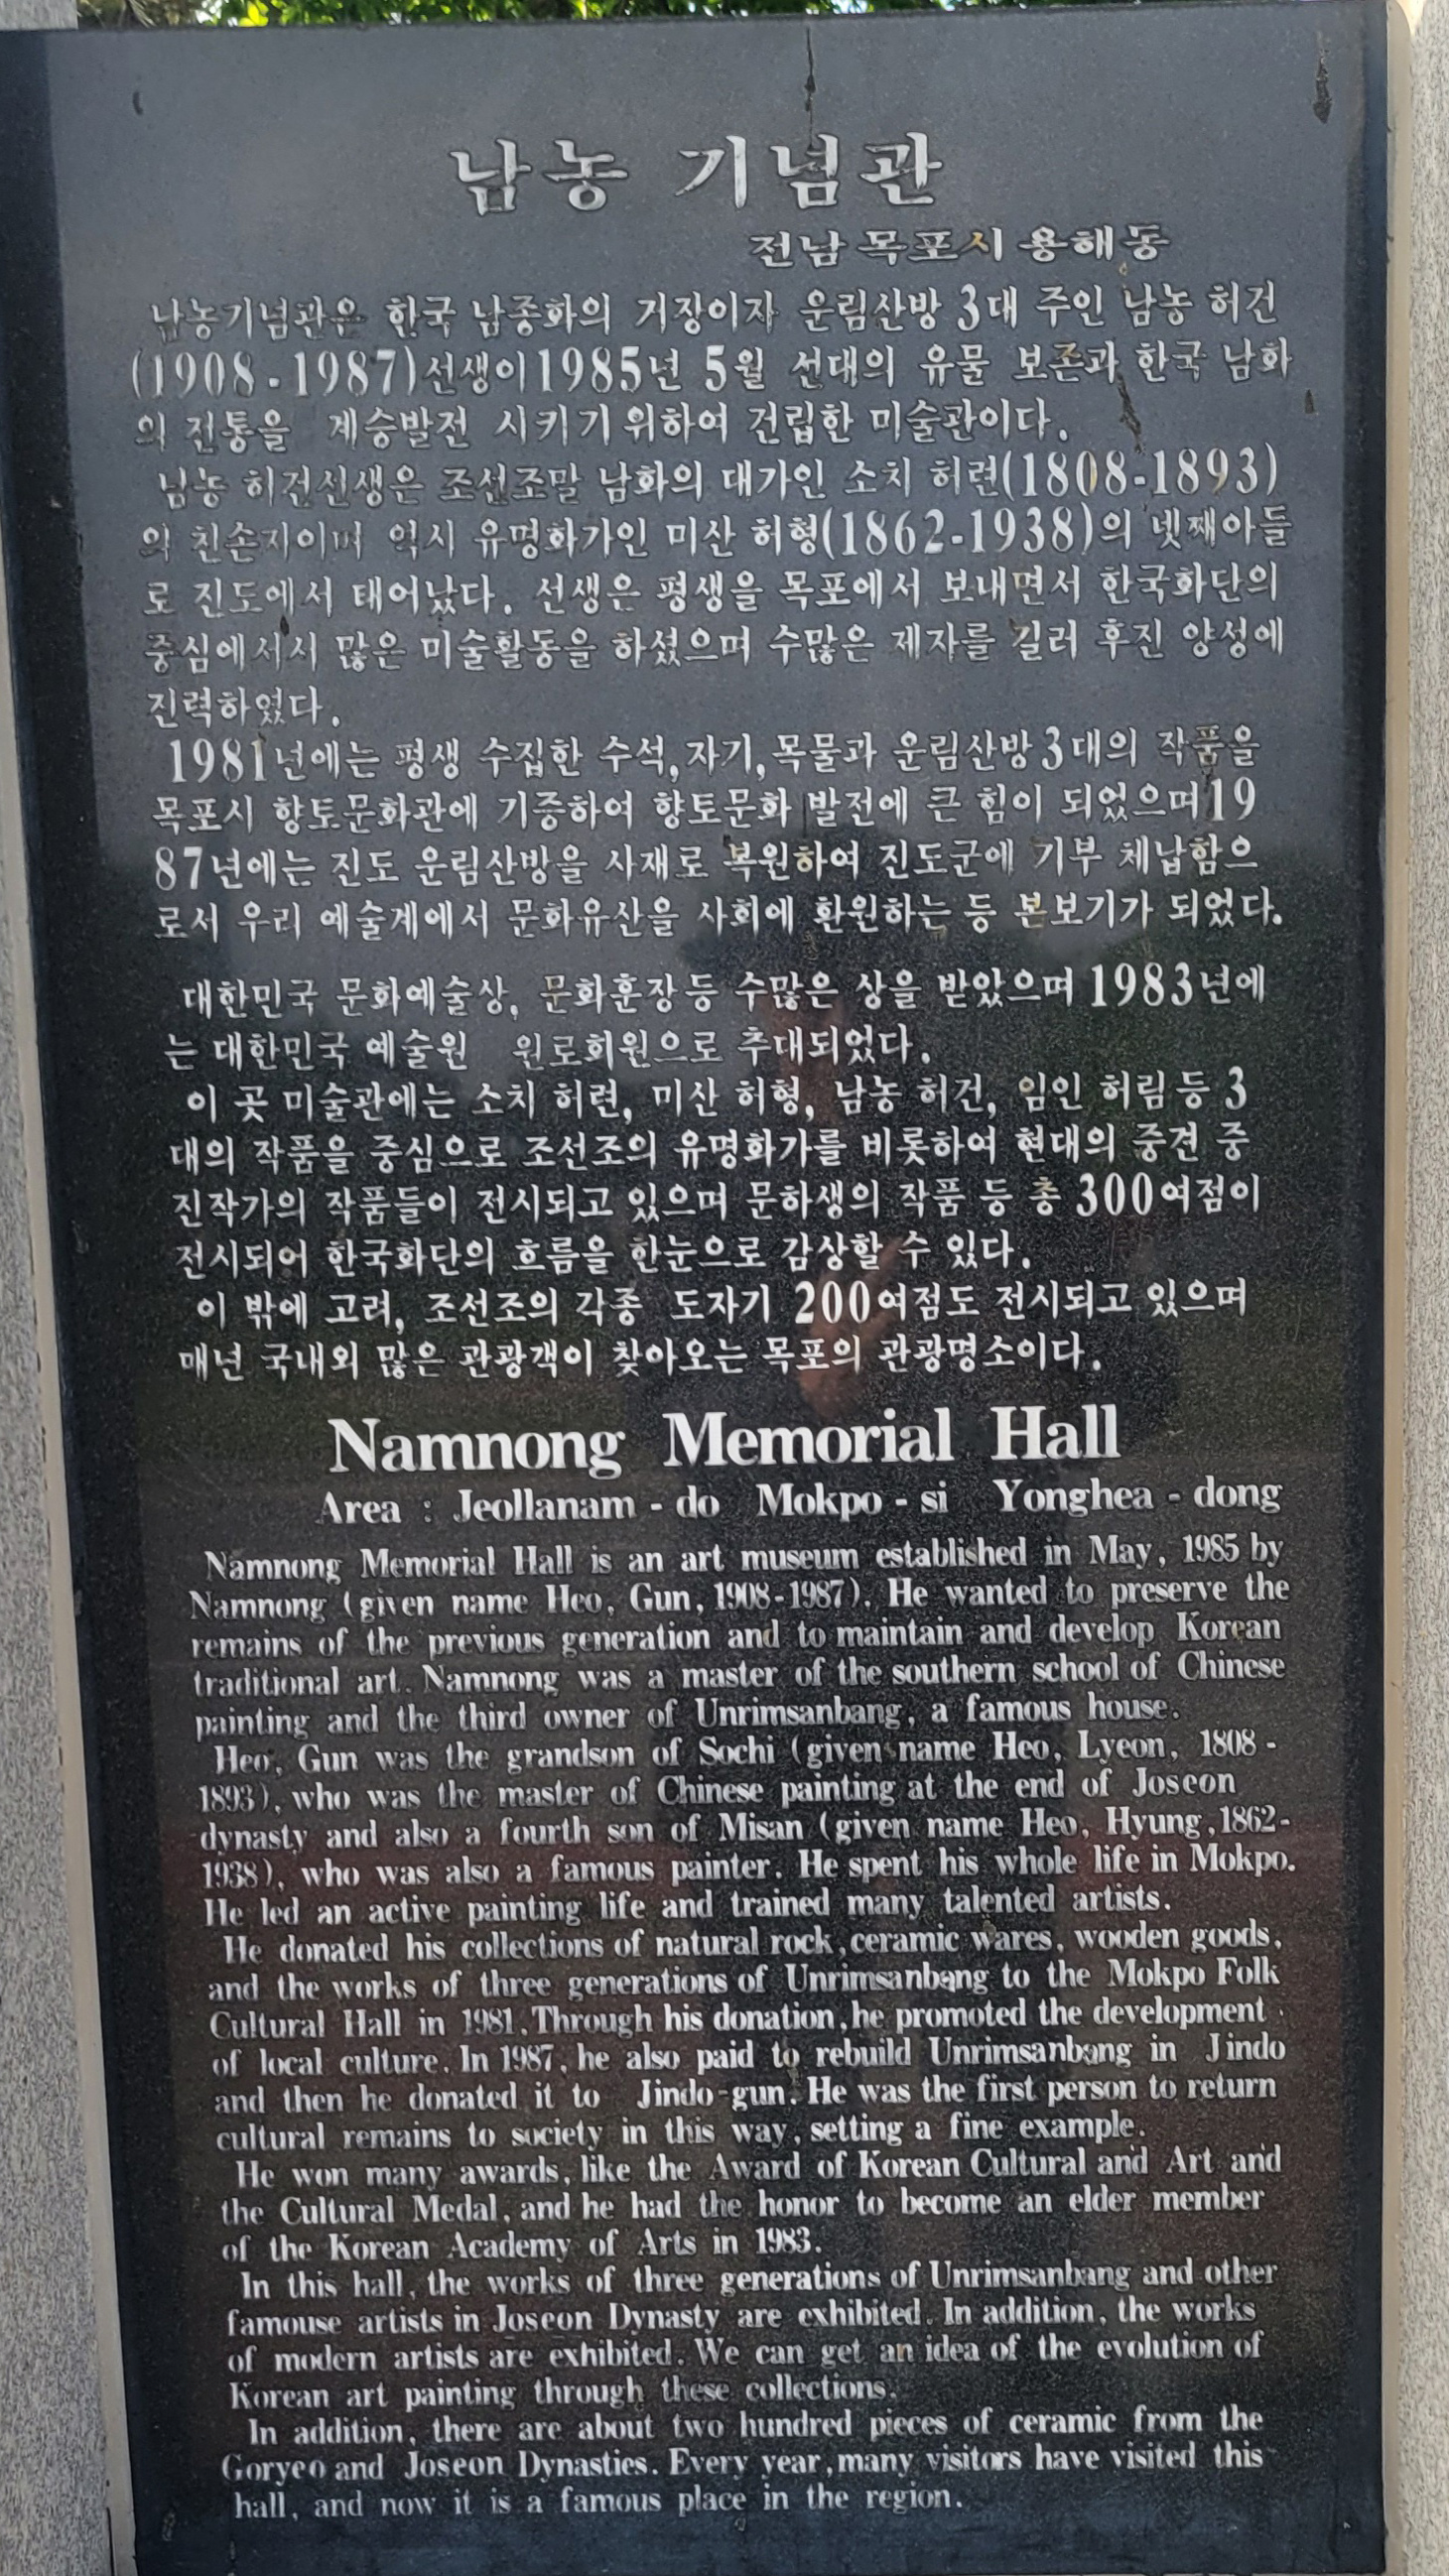 남농 기념관
전남 목포시 용해동
남농기념관은 한국 남종화의 거장이자 운림산방 3대 주인 남농 허건
(1908-1987)선생이1985년 5월 선대의 유물 보존과 한국 남화
의 전통을 계승발전 시키기 위하여 건립한 미술관이다.
남농 허건선생은 조선조말 남화의 대가인 소치 허련(1808-1893)
의 친손자이며 역시 유명화가인 미산 허형(1862-1938)의 넷째아들
로 진도에서 태어났다. 선생은 평생을 목포에서 보내면서 한국화단의
중심에서서 많은 미술활동을 하셨으며 수많은 제자를 길러 후진 양성에
진력하였다.
1981년에는 평생 수집한 수석,자기,목물과 운림산방3대의 작품을
목포시 향토문화관에 기증하여 향토문화 발전에 큰 힘이 되었으며19
87년에는 진도 운림산방을 사재로 복원하여 진도군에 기부 체납함으
로서 우리 예술계에서 문화유산을 사회에 환원하는 등 본보기가 되었다.
대한민국 문화예술상, 문화훈장등 수많은 상을 받았으며 1983년에
는 대한민국 예술원 원로회원으로 추대되었다.
이 곳 미술관에는 소치 허련, 미산 허형, 남농 허건, 임인 허림등 3
대의 작품을 중심으로 조선조의 유명화가를 비롯하여 현대의 중견 중
진작가의 작품들이 전시되고 있으며 문하생의 작품 등 총 300여점이
전시되어 한국화단의 흐름을 한눈으로 감상할 수 있다.
이 밖에 고려, 조선조의 각종 도자기 200여점도 전시되고 있으며
매년 국내외 많은 관광객이 찾아오는 목포의 관광명소이다.
Namnong Memorial Hall
Area : Jeollanam - do Mokpo - si Yonghea - dong
Namnong Memorial Hall is an art museum established in May, 1985 by
Namnong (given name Heo, Gun, 1908-1987). He wanted to preserve the
remains of the previous generation and to maintain and develop Korean
traditional art. Namnong was a master of the southern school of Chinese
painting and the third owner of Unrimsanbang, a famous house.
Heo, Gun was the grandson of Sochi (given name Heo, Lyeon, 1808 -
1893), who was the master of Chinese painting at the end of Joseon
dynasty and also a fourth son of Misan (given name Heo, Hyung,1862-
1938), who was also a famous painter. He spent his whole life in Mokpo.
He led an active painting life and trained many talented artists.
He donated his collections of natural rock,ceramic wares, wooden goods,
and the works of three generations of Unrimsanbang to the Mokpo Folk
Cultural Hall in 1981.Through his donation,he promoted the development
of local culture. In 1987, he also paid to rebuild Unrimsanbang in Jindo
and then he donated it to Jindo-gun. He was the first person to return
cultural remains to society in this way, setting a fine example.
He won many awards, like the Award of Korean Cultural and Art and
the Cultural Medal, and he had the honor to become an elder member
of the Korean Academy of Arts in 1983.
In this hall, the works of three generations of Unrimsanbang and other
famouse artists in Joseon Dynasty are exhibited. In addition, the works
of modern artists are exhibited. We can get an idea of the evolution of
Korean art painting through these collections.
In addition, there are about two hundred pieces of ceramic from the
Goryeo and Joseon Dynasties. Every year,many visitors have visited this
hall, and now it is a famous place in the region.